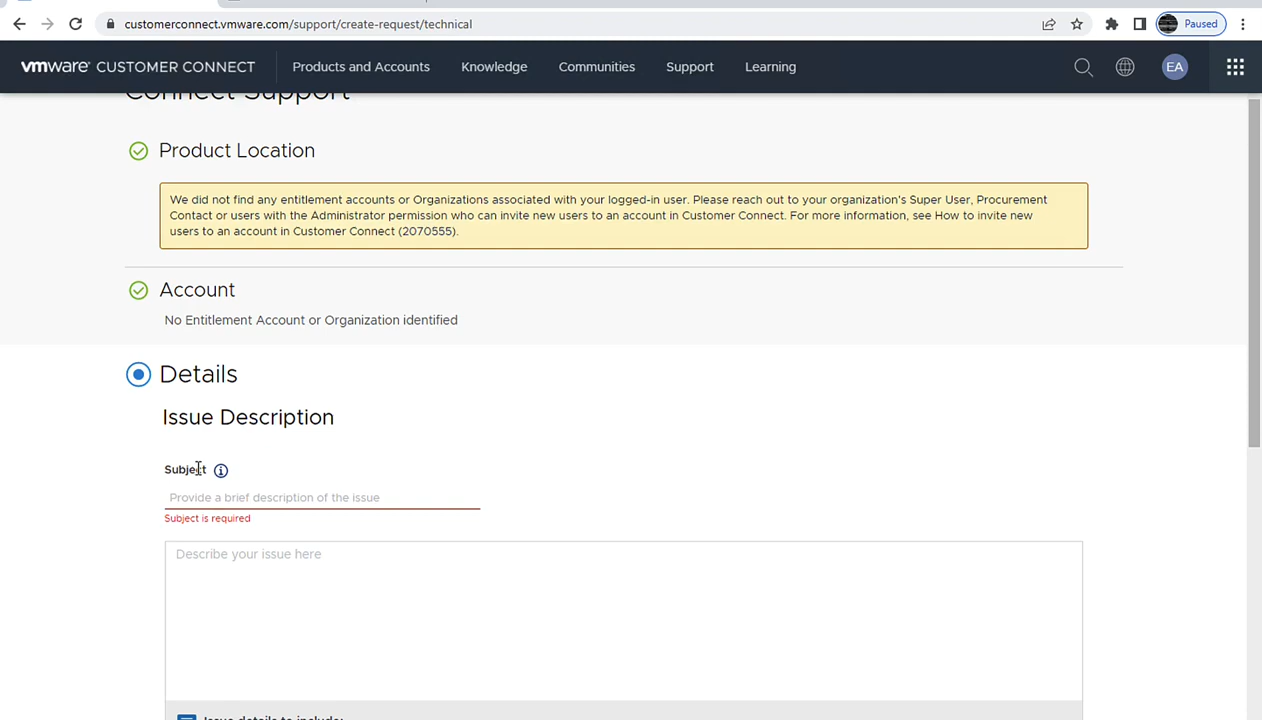 customerconnect.vmware.com/support/create-request/technical
Paused
vmware CUSTOMER CONNECT
Products and Accounts
Knowledge
Communities
Support
Learning
EA
Connect Support
Product Location
We did not find any entitlement accounts or Organizations associated with your logged-in user. Please reach out to your organization's Super User, Procurement
Contact or users with the Administrator permission who can invite new users to an account in Customer Connect. For more information, see How to invite new
users to an account in Customer Connect (2070555).
Account
No Entitlement Account or Organization identified
Details
Issue Description
Subject
Provide a brief description of the issue
Subject is required
Describe your issue here
Issue details to include: